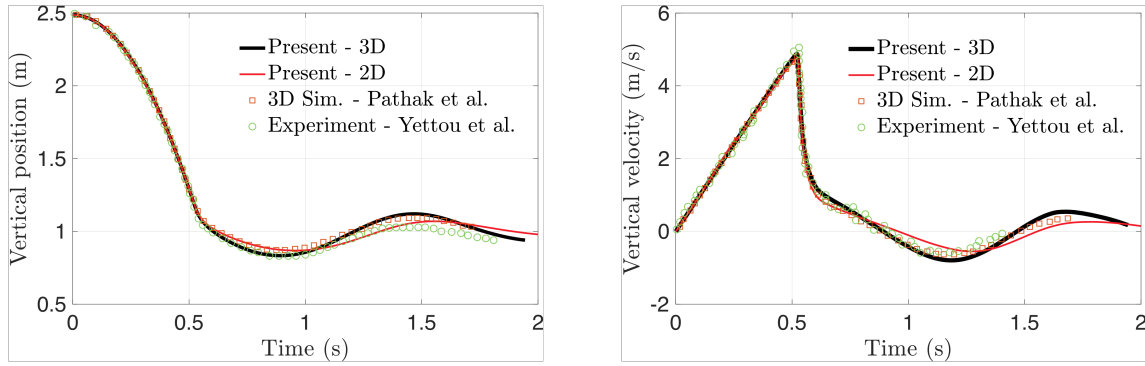 2.5
2
1.5
1
0.5
0
0.5
1
1.5
2
Vertical position (m)
Time (s)
Present - 3D
Present - 2D
3D Sim. - Pathak et al.
Experiment - Yettou et al.
6
4
2
0
-2
0
0.5
1
1.5
2
Vertical velocity (m/s)
Time (s)
Present - 3D
Present - 2D
3D Sim. - Pathak et al.
Experiment - Yettou et al.